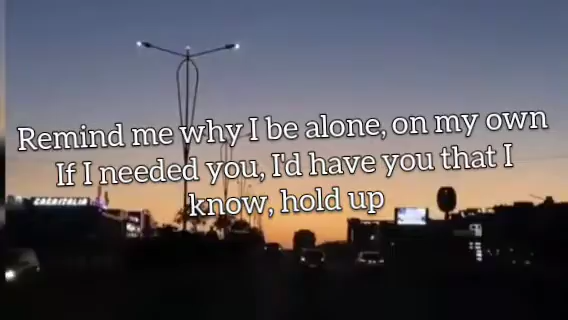 Remind me why I be alone, on my own
If I needed you, I'd have you that I
know, hold up